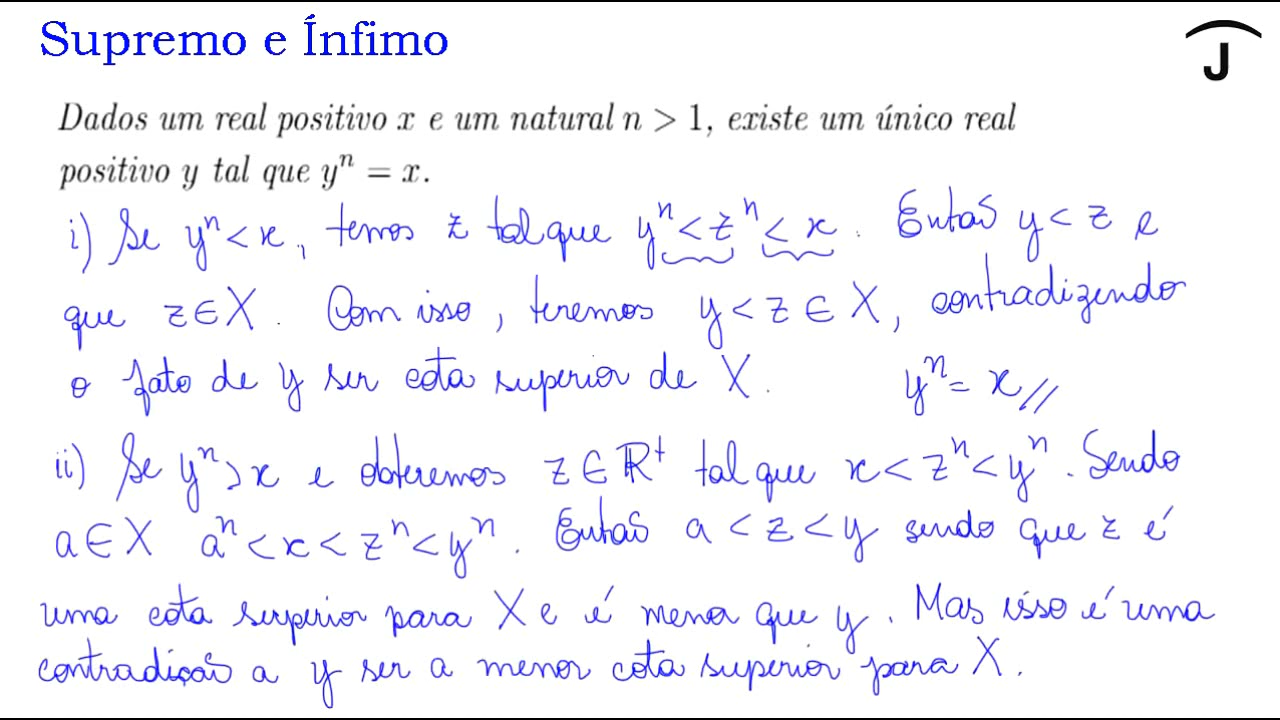 Supremo e Ínfimo
J
Dados um real positivo x e um natural n > 1, existe um único real
positivo y tal que yⁿ = x.
i) Se yⁿ < x, temos z tal que yⁿ < zⁿ < x. Então y < z e
que z ∈ X. Com isso, teremos y < z ∈ X, contradizendo
o fato de y ser cota superior de X. yⁿ = x //
ii) Se yⁿ > x e obteremos z ∈ ℝ⁺ tal que x < zⁿ < yⁿ. Sendo
a ∈ X aⁿ < x < zⁿ < yⁿ. Então a < z < y sendo que z é
uma cota superior para X e é menor que y. Mas isso é uma
contradição a y ser a menor cota superior para X.